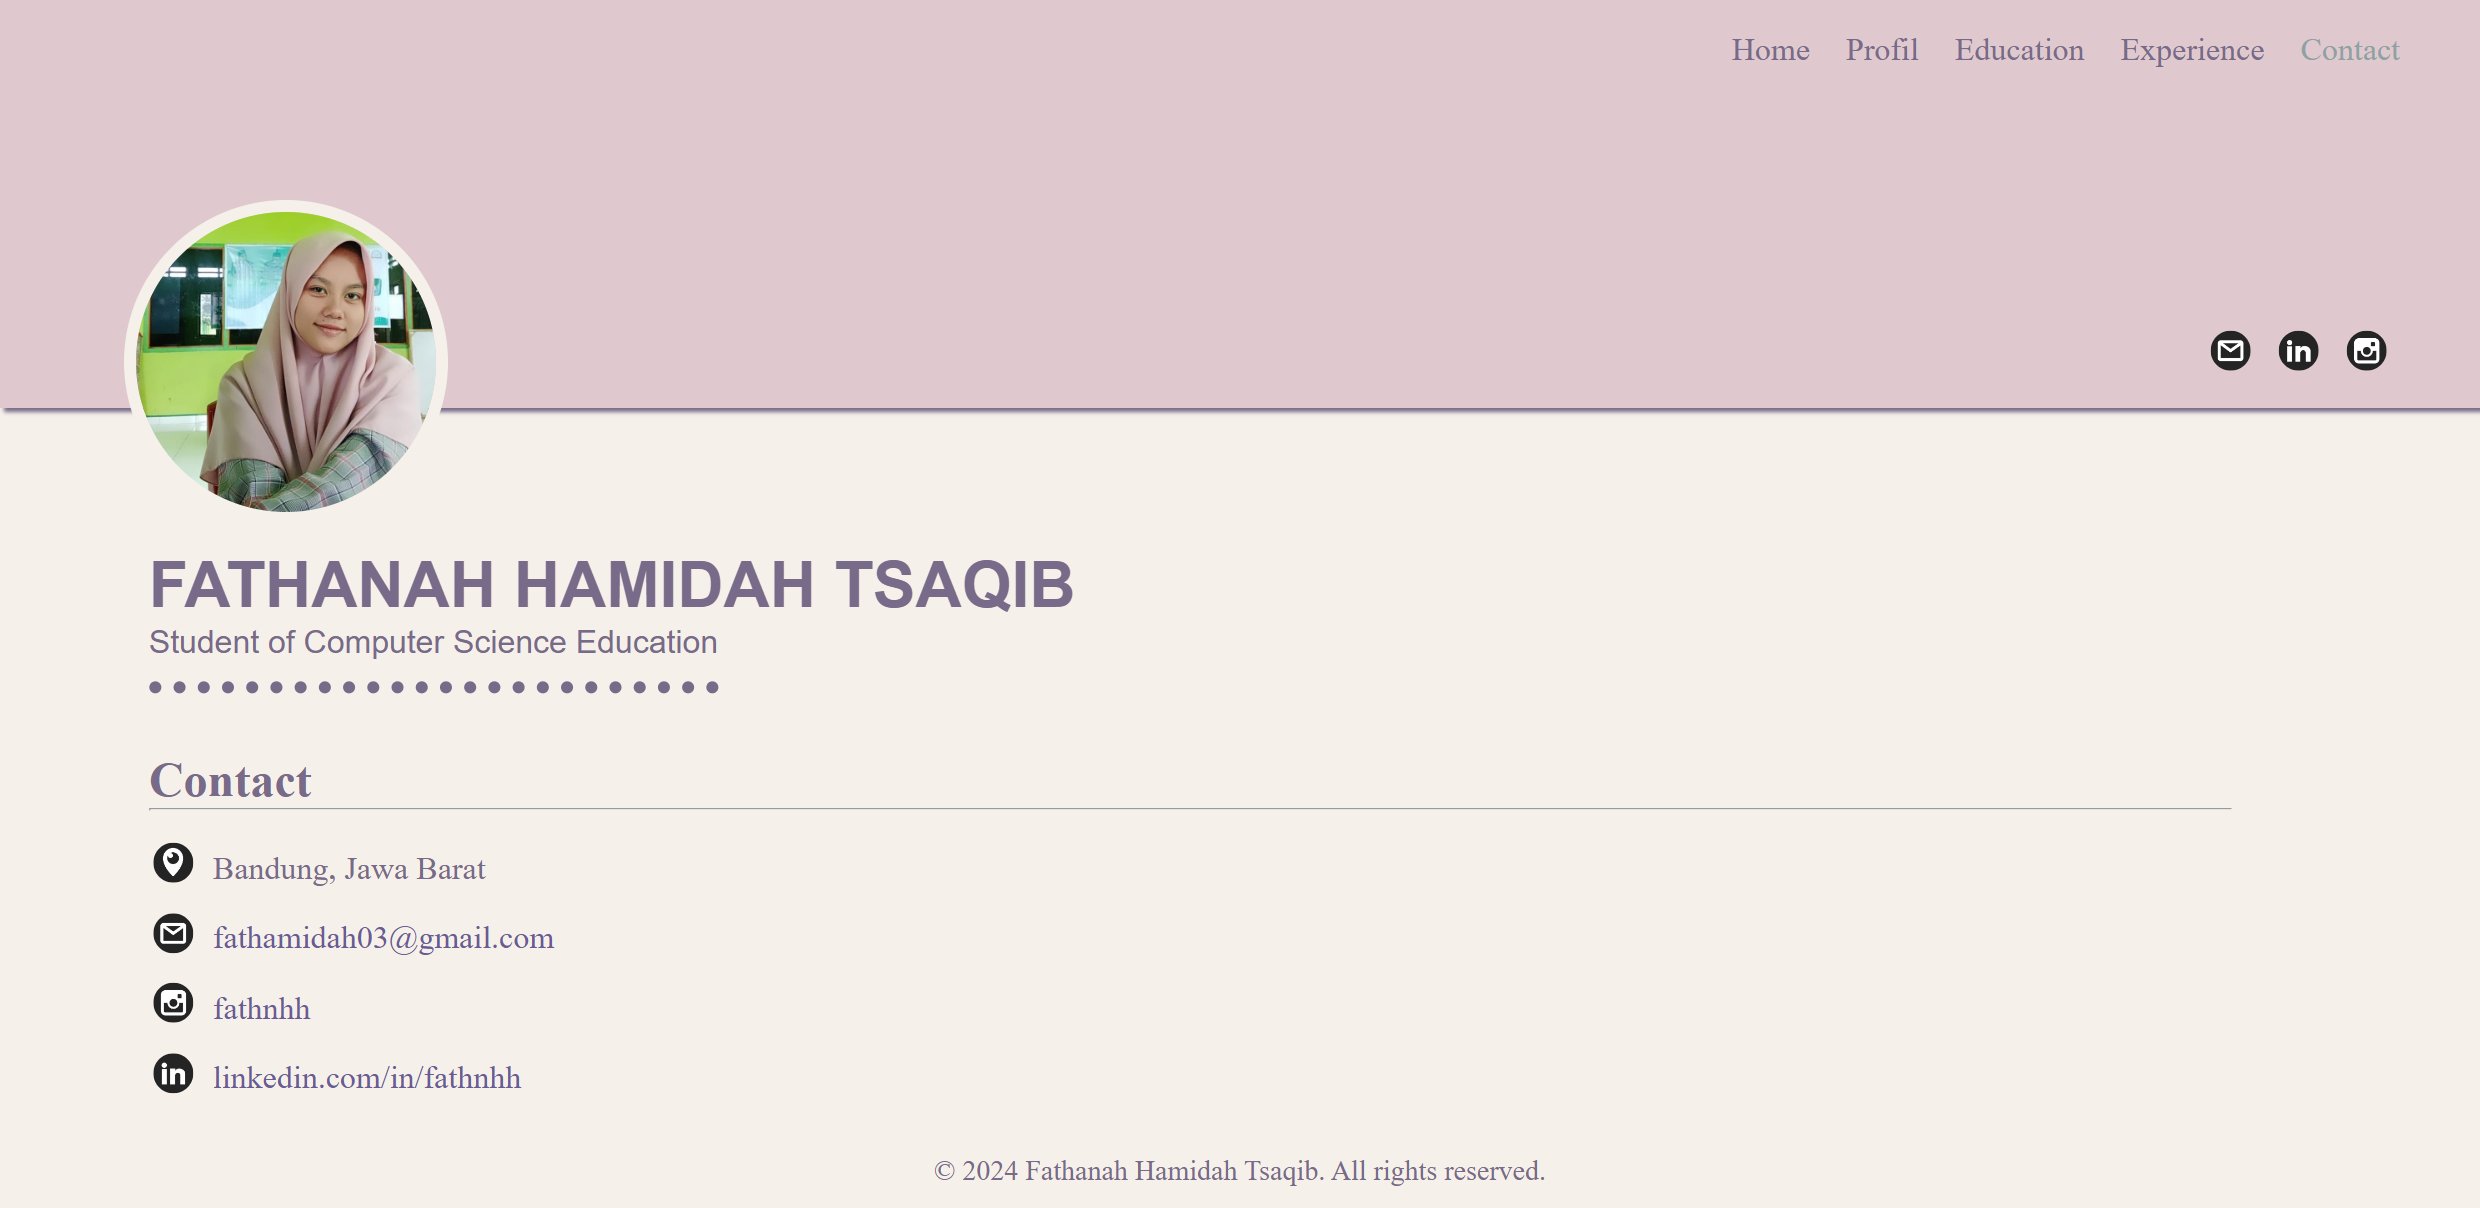 Home Profil Education Experience Contact
FATHANAH HAMIDAH TSAQIB
Student of Computer Science Education
Contact
Bandung, Jawa Barat
fathamidah03@gmail.com
fathnhh
linkedin.com/in/fathnhh
© 2024 Fathanah Hamidah Tsaqib. All rights reserved.